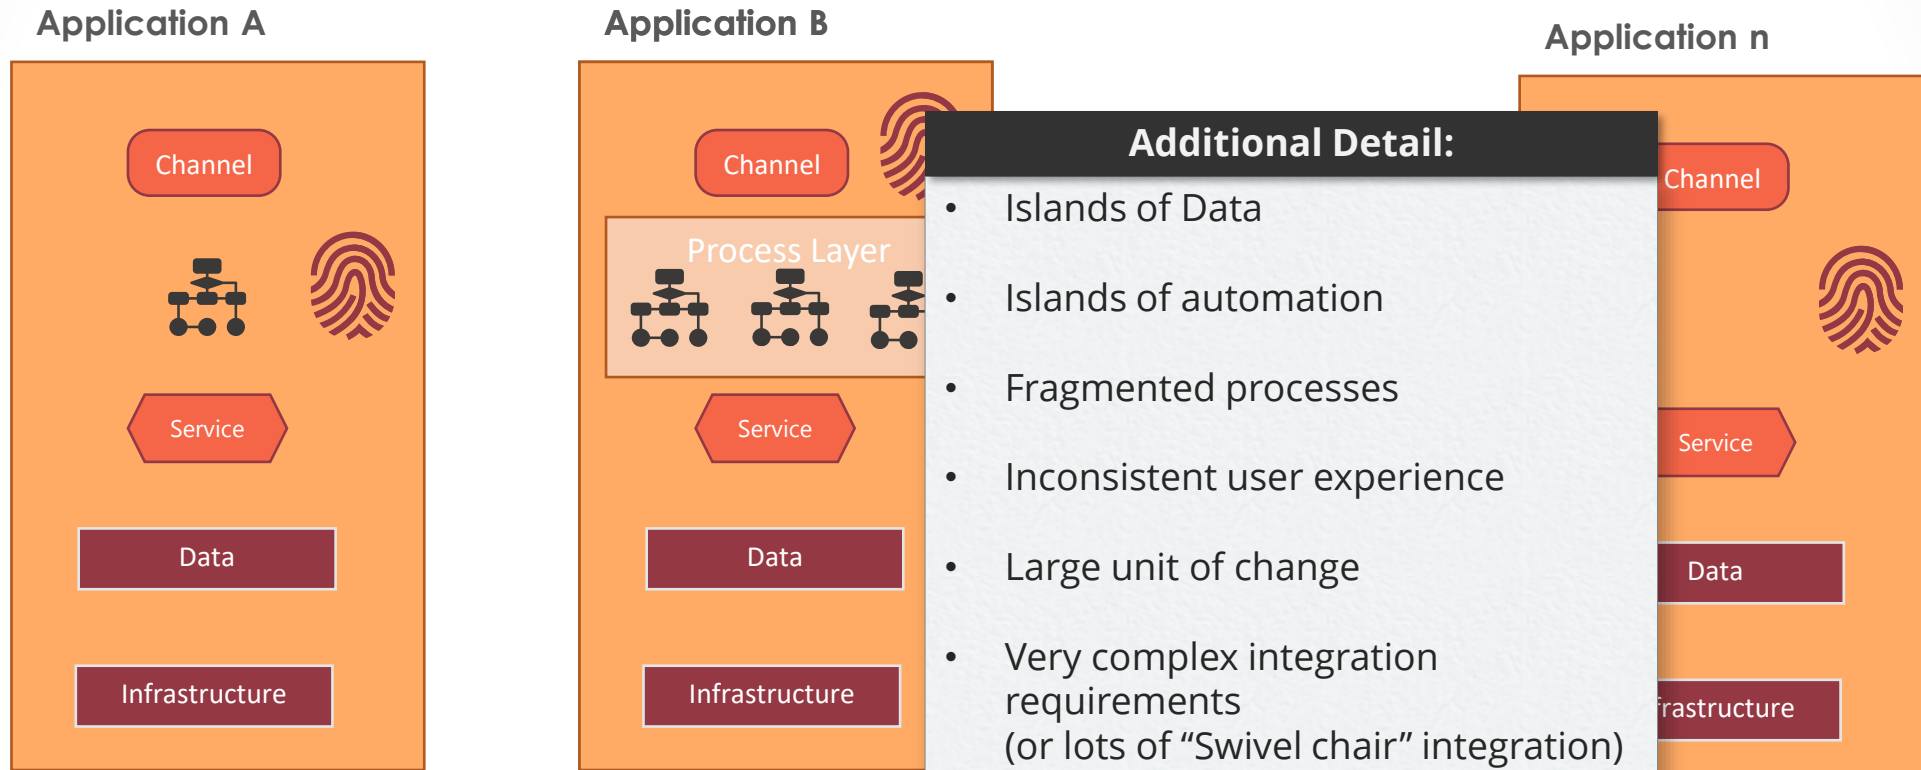 Application A
Channel
Service
Data
Infrastructure
Application B
Channel
Process Layer
Service
Data
Infrastructure
Additional Detail:
• Islands of Data
• Islands of automation
• Fragmented processes
• Inconsistent user experience
• Large unit of change
• Very complex integration
requirements
(or lots of “Swivel chair” integration)
Application n
Channel
Service
Data
frastructure